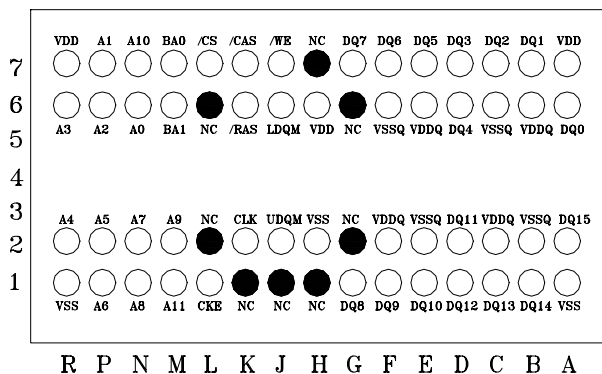 VDD A1 A10 BA0 /CS /CAS /WE NC DQ7 DQ6 DQ5 DQ3 DQ2 DQ1 VDD
7
6
A3 A2 A0 BA1 NC /RAS LDQM VDD NC VSSQ VDDQ DQ4 VSSQ VDDQ DQ0
5
4
3
A4 A5 A7 A9 NC CLK UDQM VSS NC VDDQ VSSQ DQ11 VDDQ VSSQ DQ15
2
1
VSS A6 A8 A11 CKE NC NC NC DQ8 DQ9 DQ10 DQ12 DQ13 DQ14 VSS
R P N M L K J H G F E D C B A